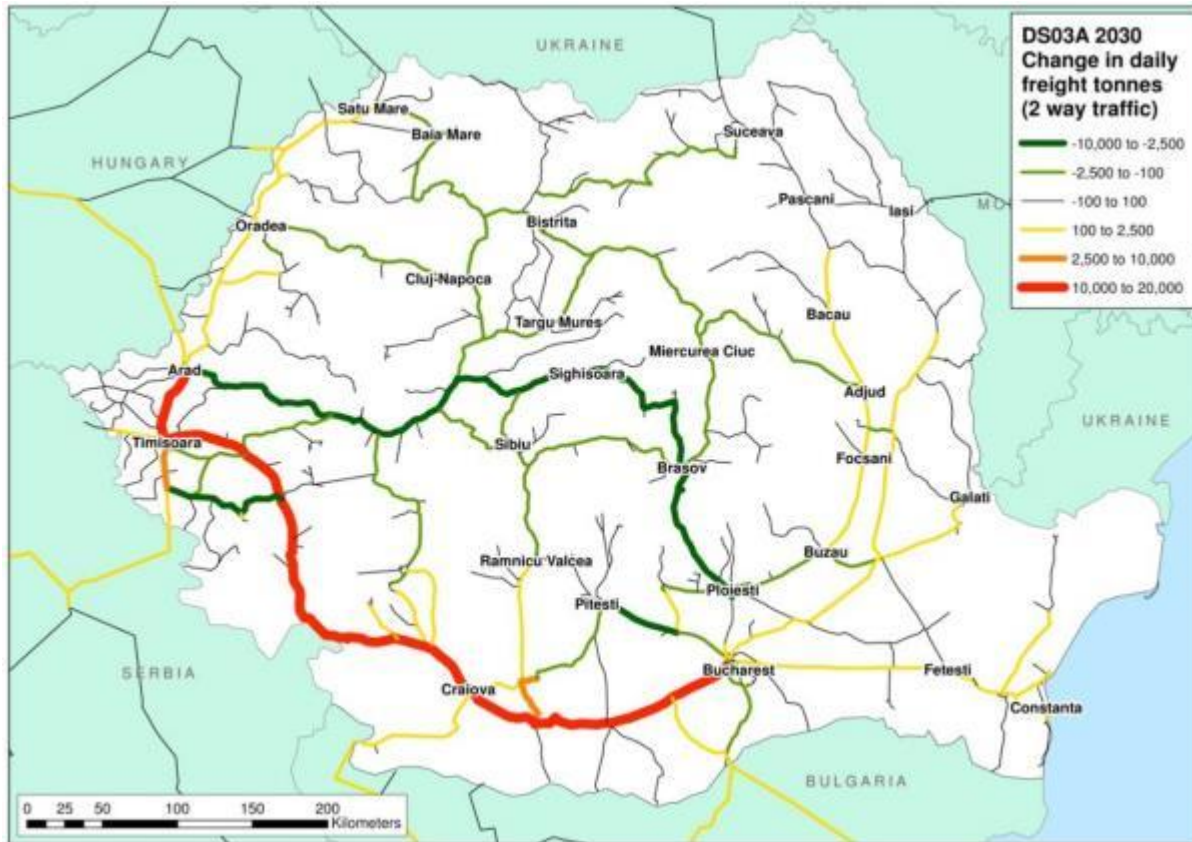 DS03A 2030
Change in daily
freight tonnes
(2 way traffic)
-10,000 to -2,500
-2,500 to -100
-100 to 100
100 to 2,500
2,500 to 10,000
10,000 to 20,000
UKRAINE
Satu Mare
Baia Mare
Suceava
HUNGARY
Pascani
Iasi
MO
Oradea
Bistrita
Cluj-Napoca
Targu Mures
Bacau
Miercurea Ciuc
Arad
Sighisoara
Adjud
UKRAINE
Timisoara
Sibiu
Focsani
Brasov
Galati
Ramnicu Valcea
Buzau
Ploiesti
Pitesti
SERBIA
Bucharest
Fetesti
Craiova
Constanta
BULGARIA
0 25 50 100 150 200
Kilometers